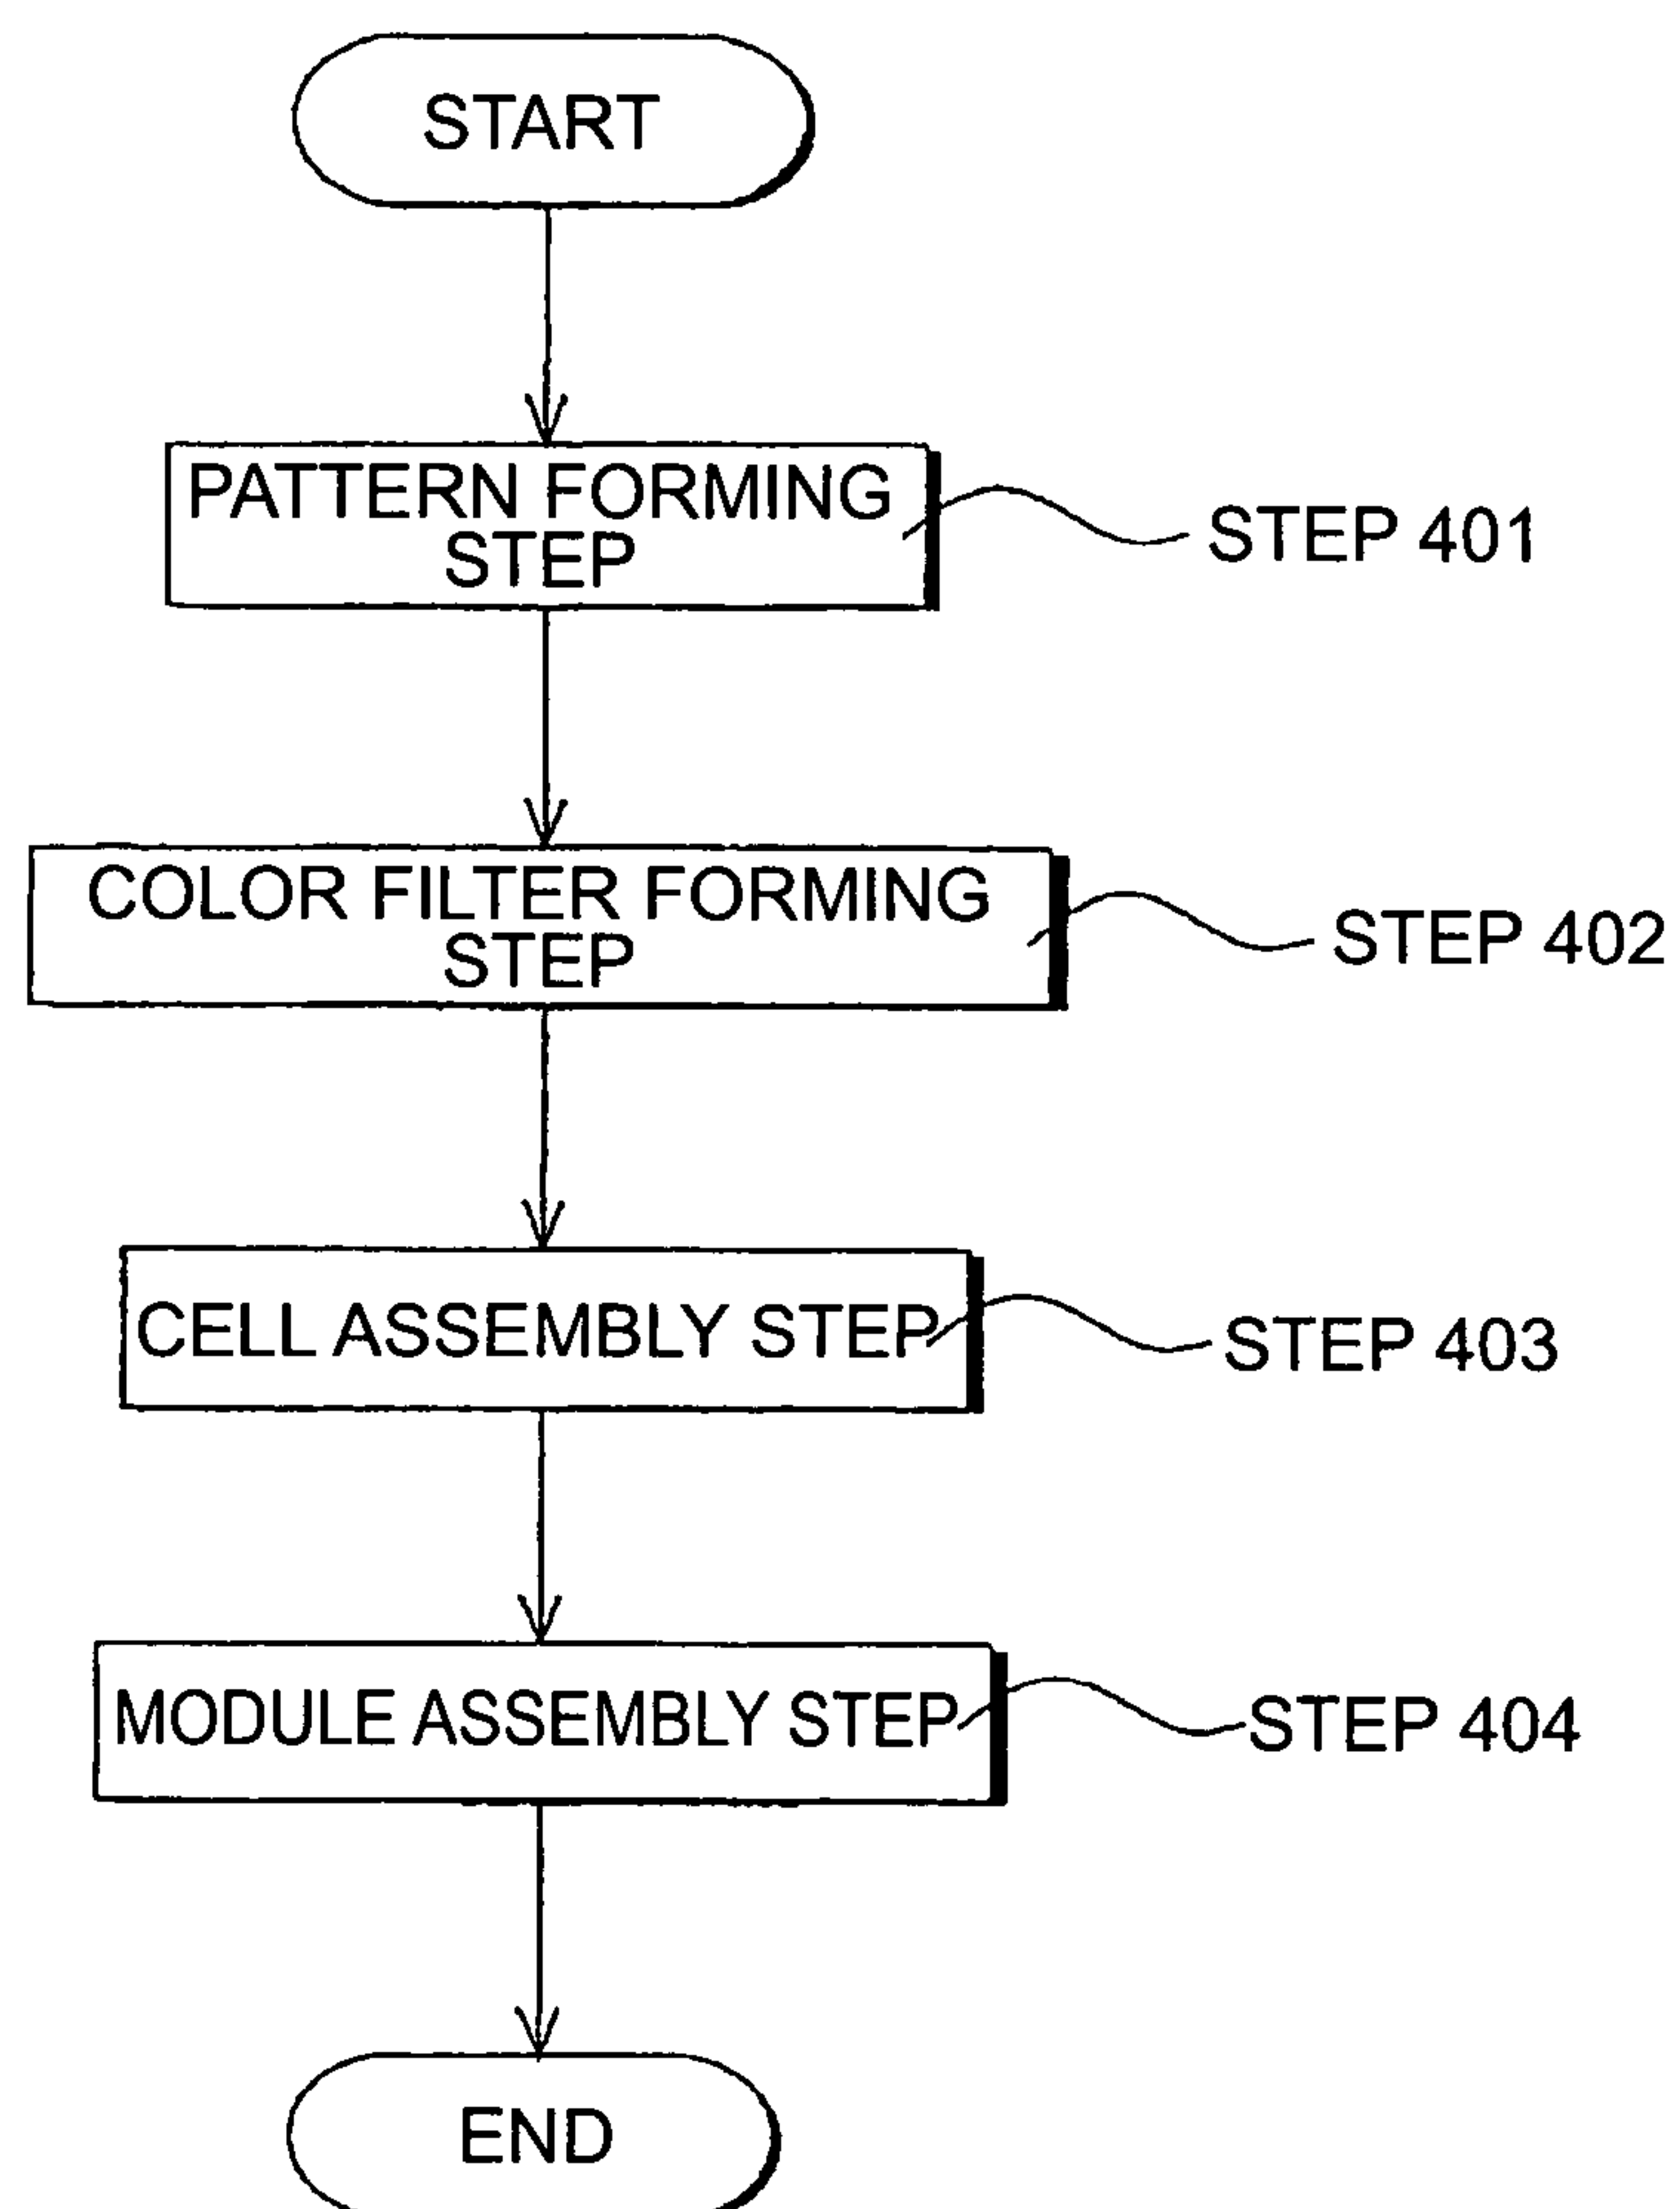 START
PATTERN FORMING
STEP
STEP 401
COLOR FILTER FORMING
STEP
STEP 402
CELL ASSEMBLY STEP
STEP 403
MODULE ASSEMBLY STEP
STEP 404
END